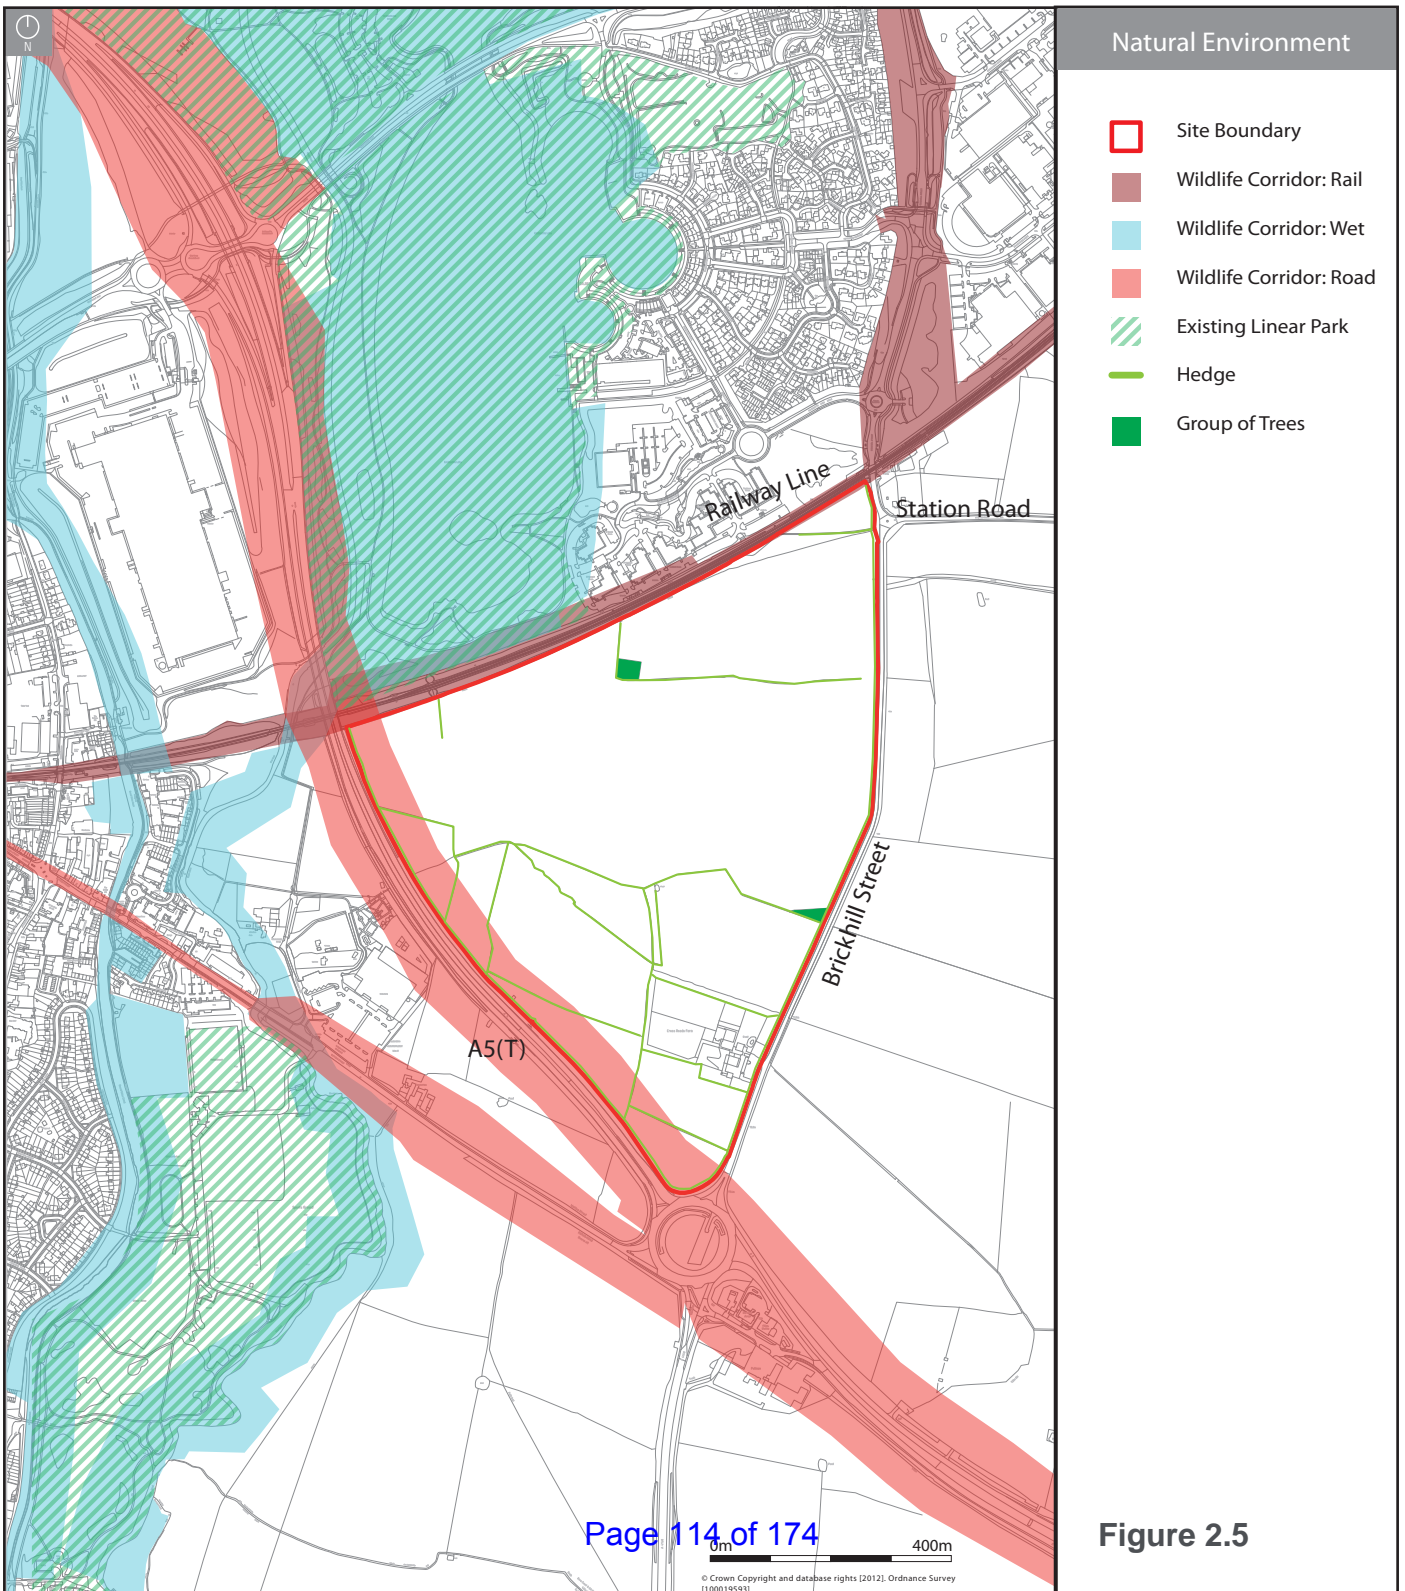 N
Natural Environment
Site Boundary
Wildlife Corridor: Rail
Wildlife Corridor: Wet
Wildlife Corridor: Road
Existing Linear Park
Hedge
Group of Trees
Railway Line
Station Road
Brickhill Street
A5(T)
Page 114 of 174
0m 400m
© Crown Copyright and database rights [2012]. Ordnance Survey
[100019593]
Figure 2.5